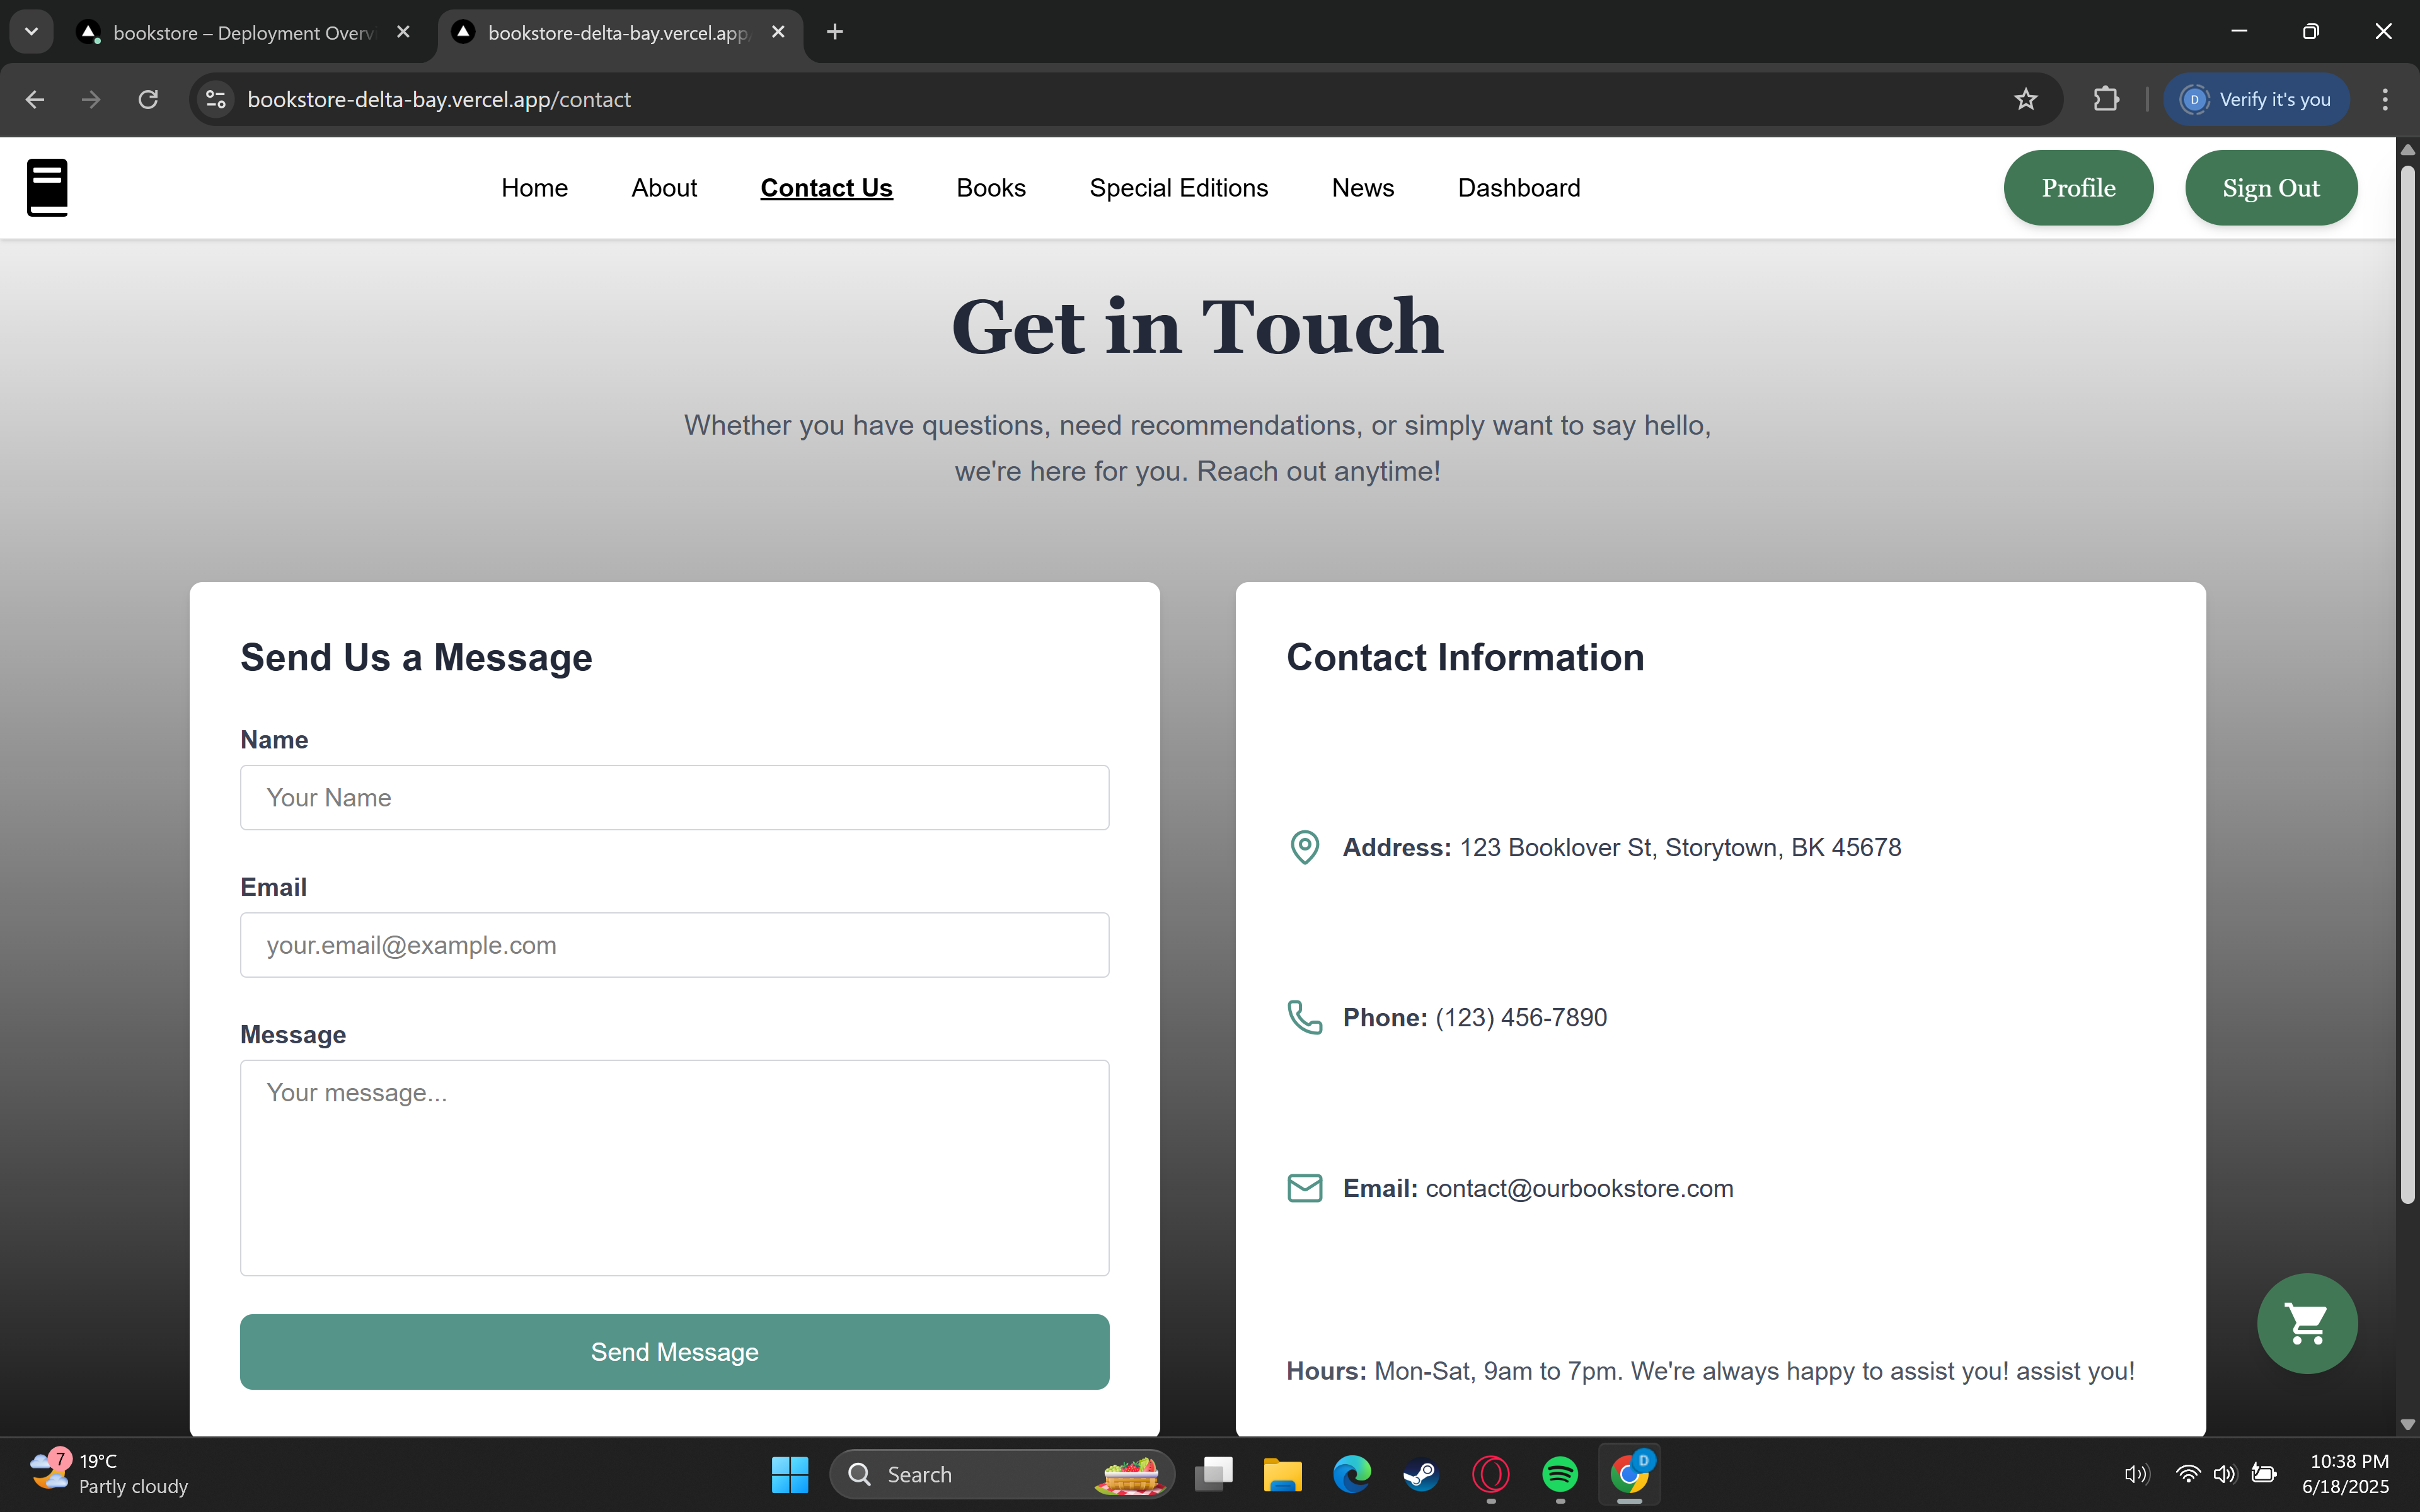 bookstore – Deployment Overvi
bookstore-delta-bay.vercel.app/
bookstore-delta-bay.vercel.app/contact
D
Verify it's you
Home
About
Contact Us
Books
Special Editions
News
Dashboard
Profile
Sign Out
Get in Touch
Whether you have questions, need recommendations, or simply want to say hello,
we're here for you. Reach out anytime!
Send Us a Message
Name
Your Name
Email
your.email@example.com
Message
Your message...
Send Message
Contact Information
Address: 123 Booklover St, Storytown, BK 45678
Phone: (123) 456-7890
Email: contact@ourbookstore.com
Hours: Mon-Sat, 9am to 7pm. We're always happy to assist you! assist you!
7
19°C
Partly cloudy
Search
D
10:38 PM
6/18/2025